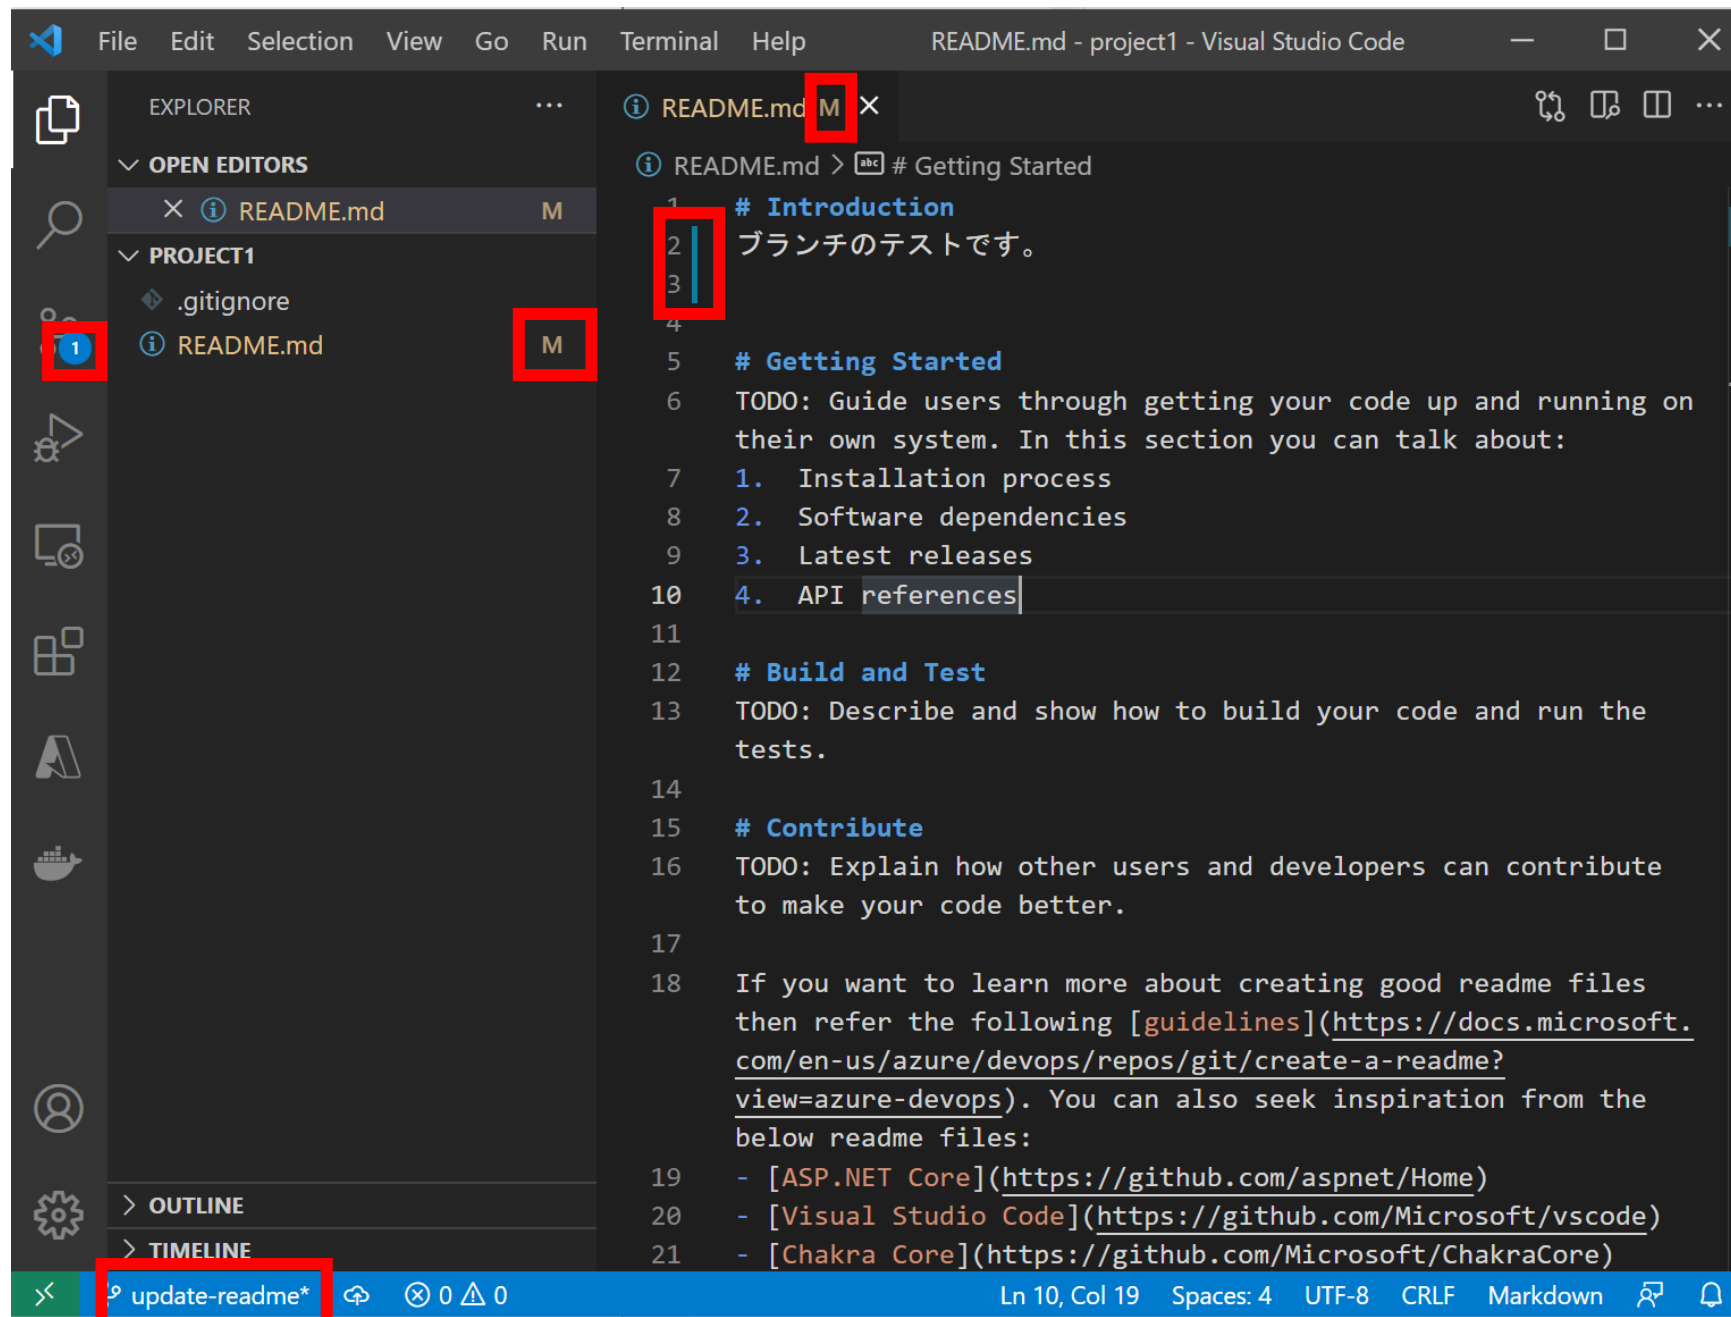 File Edit Selection View Go Run Terminal Help README.md - project1 - Visual Studio Code
EXPLORER
OPEN EDITORS
README.md M
PROJECT1
.gitignore
README.md M
1
OUTLINE
TIMELINE
README.md M
README.md > # Getting Started
1 # Introduction
2 ブランチのテストです。
3
4
5 # Getting Started
6 TODO: Guide users through getting your code up and running on
their own system. In this section you can talk about:
7 1. Installation process
8 2. Software dependencies
9 3. Latest releases
10 4. API references
11
12 # Build and Test
13 TODO: Describe and show how to build your code and run the
tests.
14
15 # Contribute
16 TODO: Explain how other users and developers can contribute
to make your code better.
17
18 If you want to learn more about creating good readme files
then refer the following [guidelines](https://docs.microsoft.
com/en-us/azure/devops/repos/git/create-a-readme?
view=azure-devops). You can also seek inspiration from the
below readme files:
19 - [ASP.NET Core](https://github.com/aspnet/Home)
20 - [Visual Studio Code](https://github.com/Microsoft/vscode)
21 - [Chakra Core](https://github.com/Microsoft/ChakraCore)
update-readme* 0 0 Ln 10, Col 19 Spaces: 4 UTF-8 CRLF Markdown